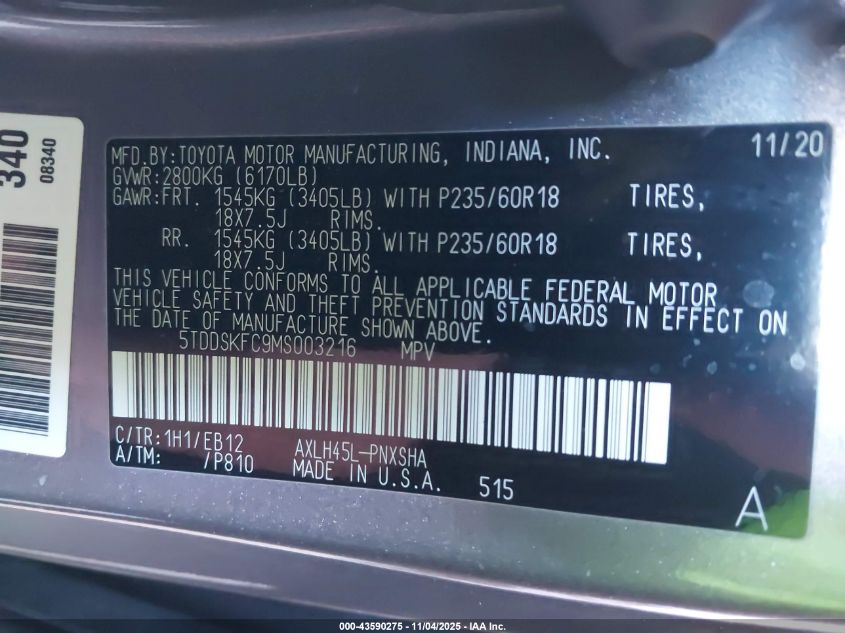 340
08340
MFD.BY:TOYOTA MOTOR MANUFACTURING, INDIANA, INC. 11/20
GVWR:2800KG (6170LB)
GAWR:FRT. 1545KG (3405LB) WITH P235/60R18 TIRES,
18X7.5J RIMS.
RR. 1545KG (3405LB) WITH P235/60R18 TIRES,
18X7.5J RIMS.
THIS VEHICLE CONFORMS TO ALL APPLICABLE FEDERAL MOTOR
VEHICLE SAFETY AND THEFT PREVENTION STANDARDS IN EFFECT ON
THE DATE OF MANUFACTURE SHOWN ABOVE.
5TDDSKFC9MS003216 MPV
C/TR:1H1/EB12 AXLH45L-PNXSHA
A/TM: /P810 MADE IN U.S.A. 515
A
000-43590275 - 11/04/2025 - IAA Inc.